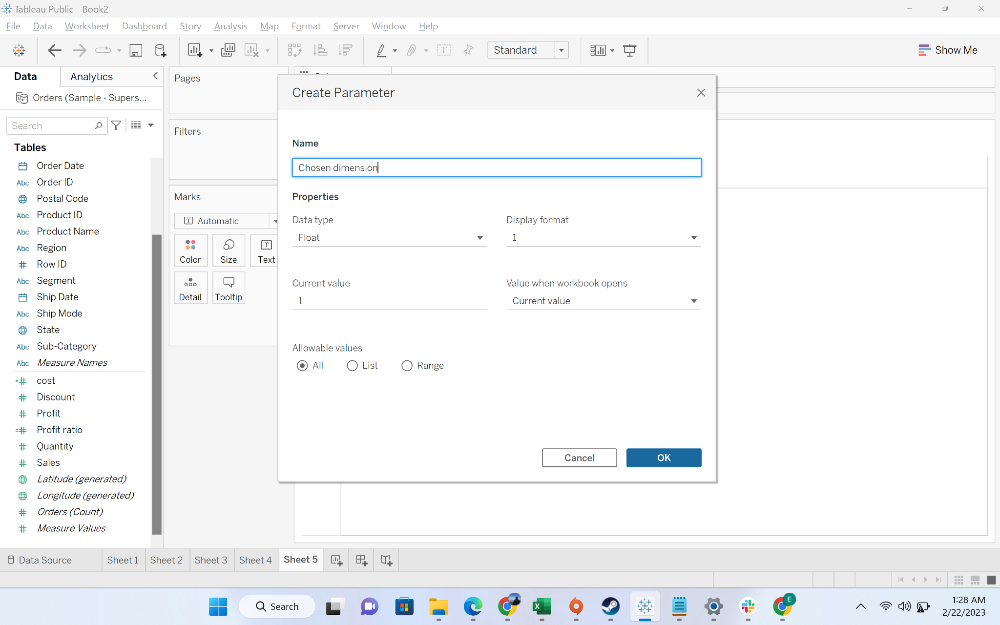 Tableau Public - Book2
File Data Worksheet Dashboard Story Analysis Map Format Server Window Help
Standard
Show Me
Data Analytics
Orders (Sample - Supers...
Search
Tables
Order Date
Abc Order ID
Postal Code
Abc Product ID
Abc Product Name
Abc Region
Row ID
Abc Segment
Ship Date
Abc Ship Mode
State
Abc Sub-Category
Abc Measure Names
cost
Discount
Profit
Profit ratio
Quantity
Sales
Latitude (generated)
Longitude (generated)
Orders (Count)
Measure Values
Pages
Filters
Marks
Automatic
Color Size Text
Detail Tooltip
Create Parameter
Name
Chosen dimension
Properties
Data type Display format
Float 1
Current value Value when workbook opens
1 Current value
Allowable values
All List Range
Cancel OK
Data Source Sheet 1 Sheet 2 Sheet 3 Sheet 4 Sheet 5
Search
E
1:28 AM
2/22/2023